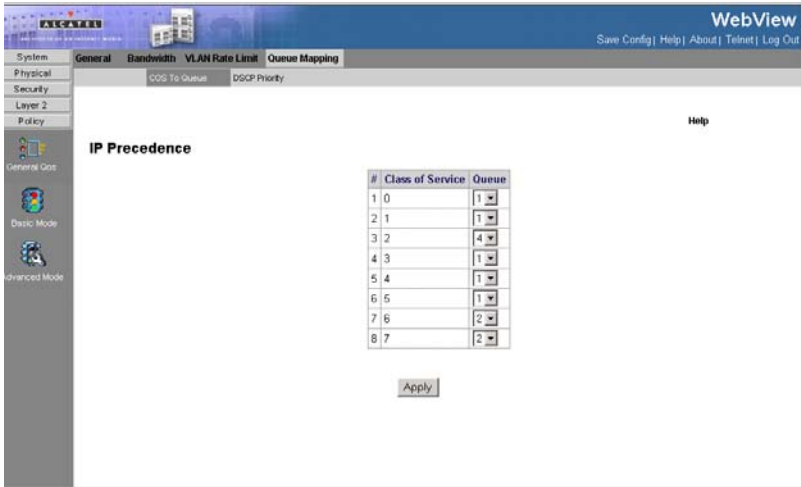 ALCATEL
WebView
Save Config | Help | About | Telnet | Log Out
System
General Bandwidth VLAN Rate Limit Queue Mapping
Physical
COS To Queue DSCP Priority
Security
Layer 2
Policy
Help
IP Precedence
General Qos
Basic Mode
Advanced Mode
# Class of Service Queue
1 0 1
2 1 1
3 2 4
4 3 1
5 4 1
6 5 1
7 6 2
8 7 2
Apply